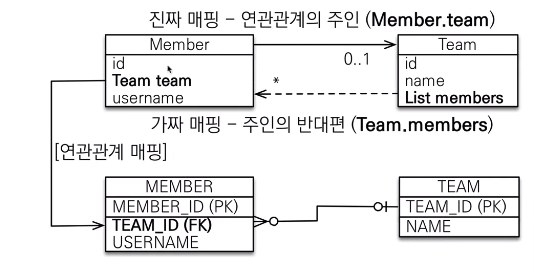 진짜 매핑 - 연관관계의 주인 (Member.team)
Member
id
Team team
username
0..1
*
Team
id
name
List members
가짜 매핑 - 주인의 반대편 (Team.members)
[연관관계 매핑]
MEMBER
MEMBER_ID (PK)
TEAM_ID (FK)
USERNAME
TEAM
TEAM_ID (PK)
NAME